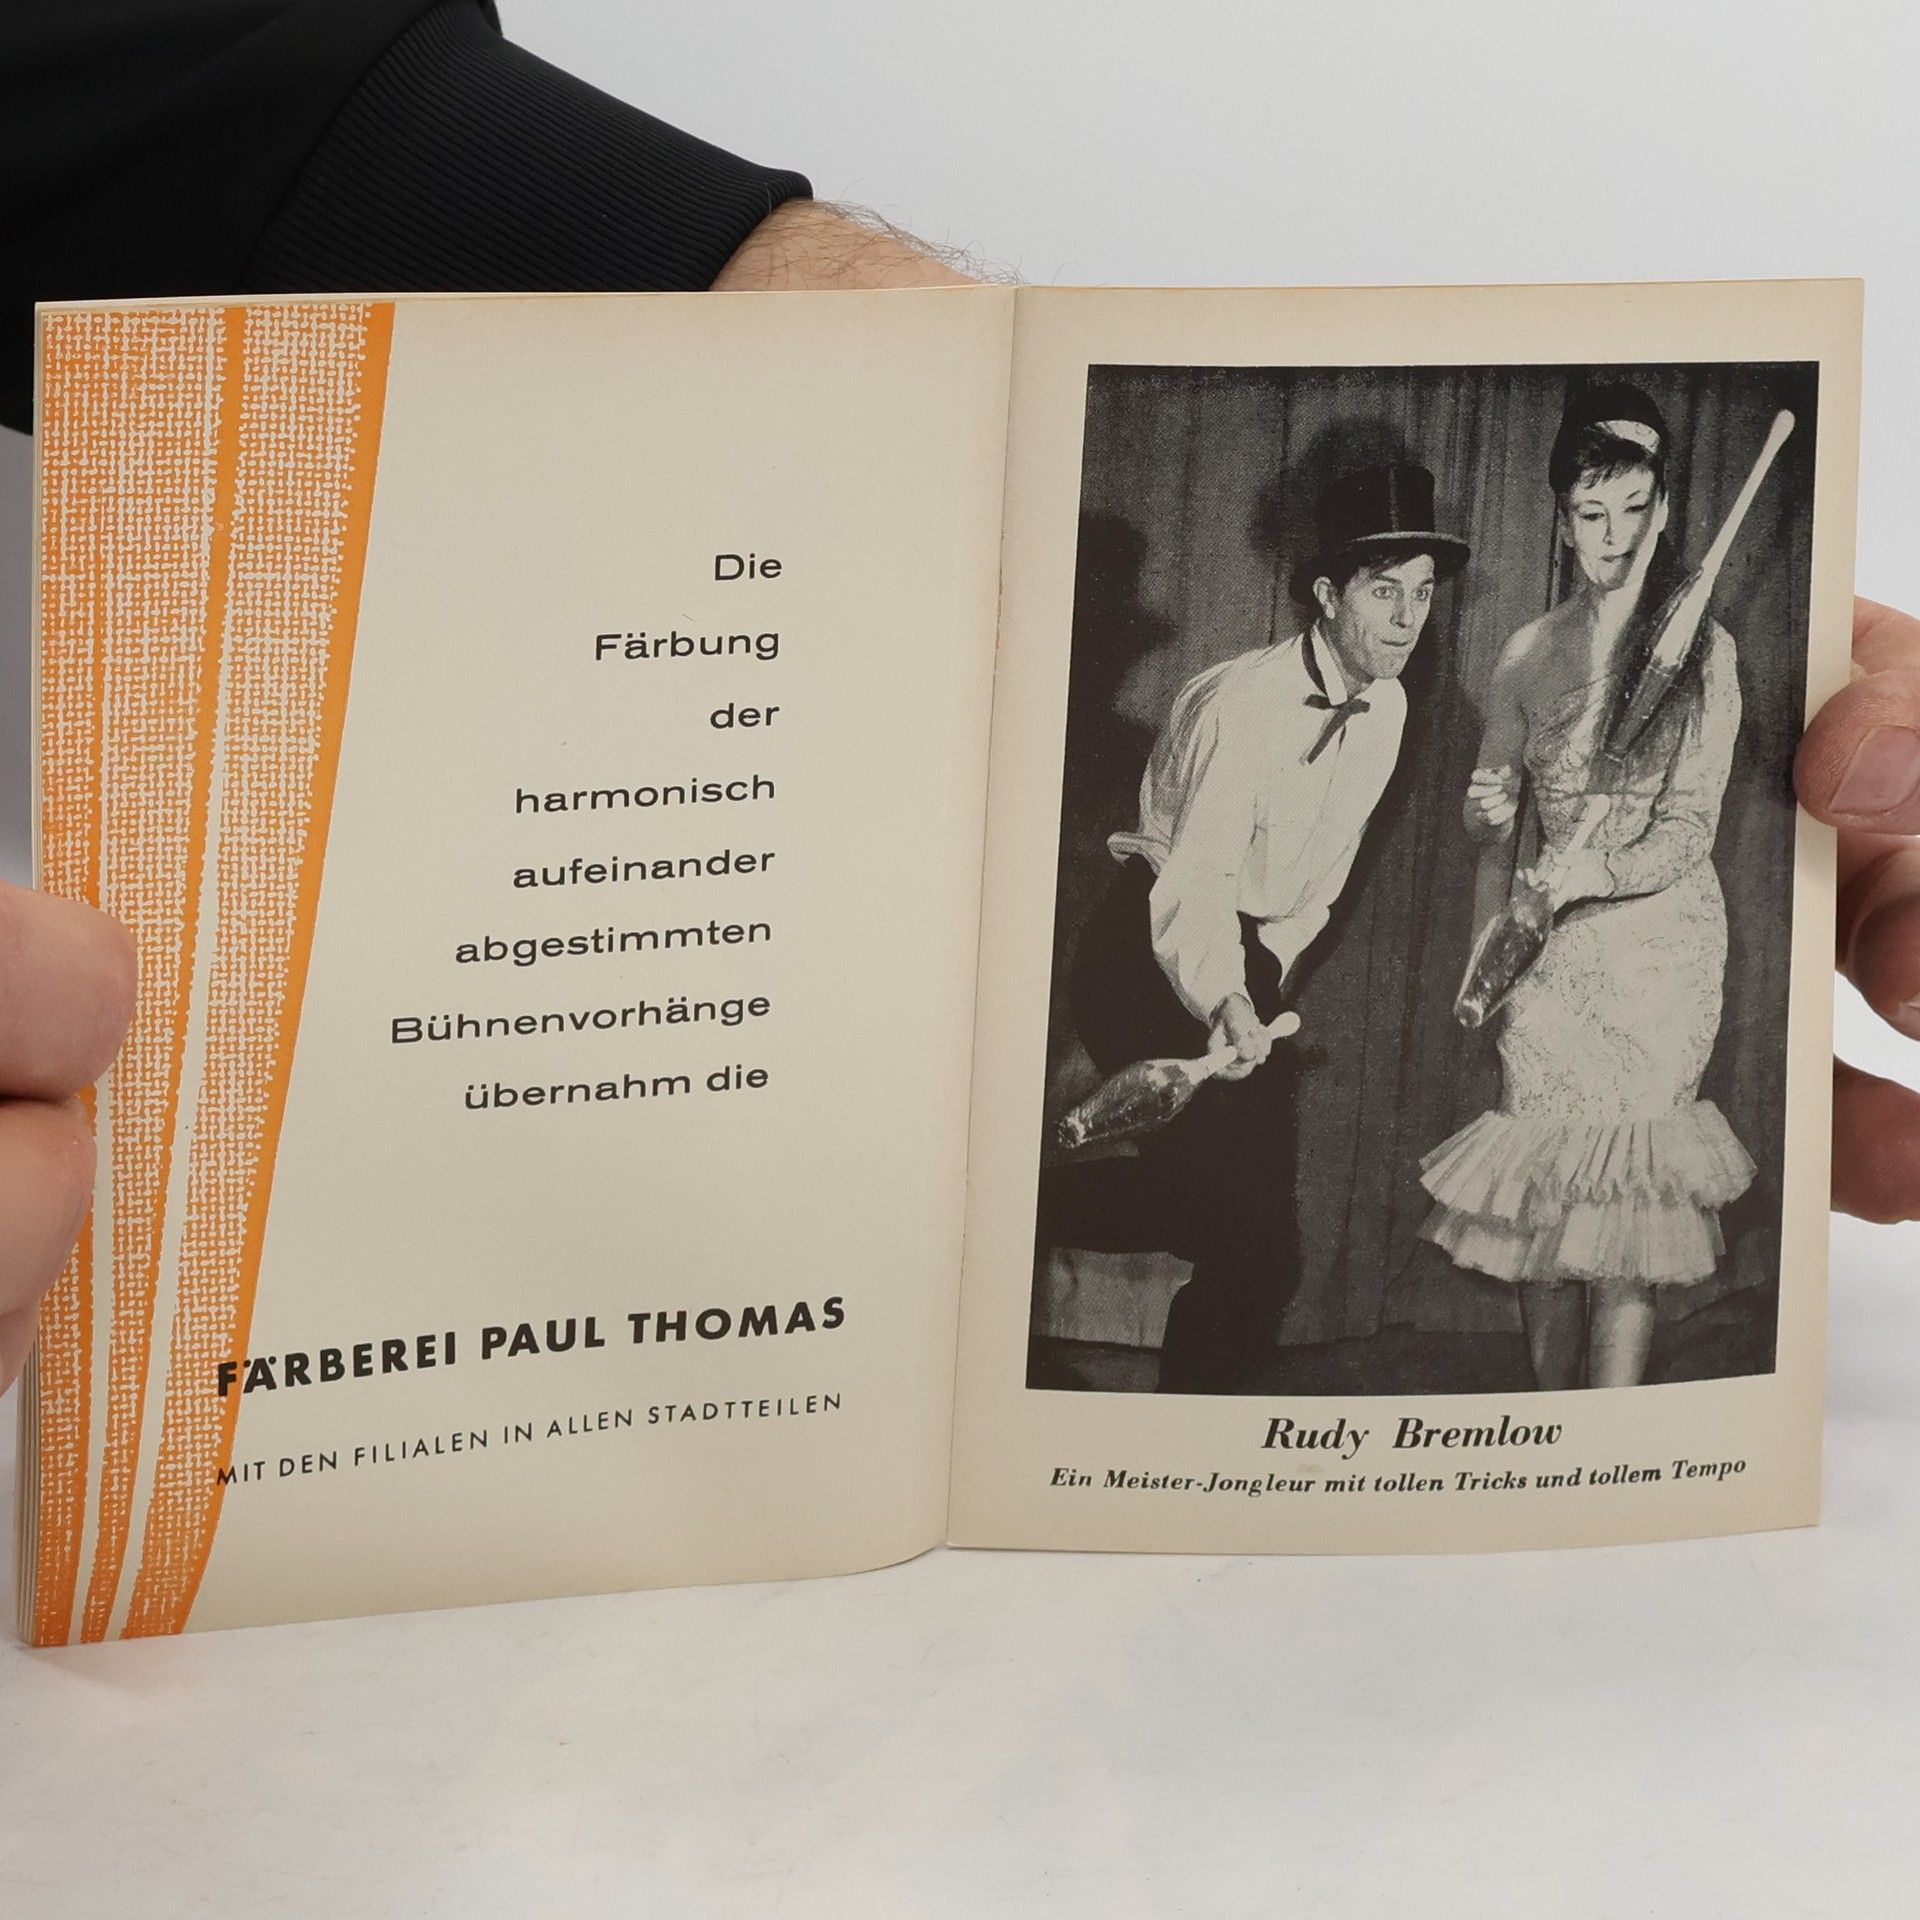 Die
Färbung
der
harmonisch
aufeinander
abgestimmten
Bühnenvorhänge
übernahm die
FÄRBEREI PAUL THOMAS
MIT DEN FILIALEN IN ALLEN STADTTEILEN
Rudy Bremlow
Ein Meister-Jongleur mit tollen Tricks und tollem Tempo